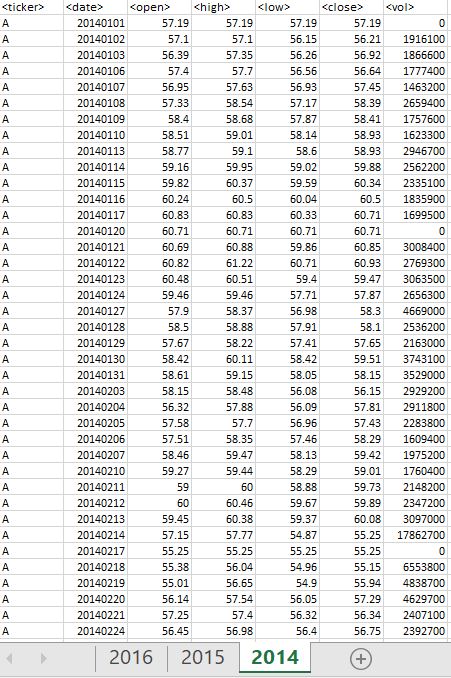 <ticker> <date> <open> <high> <low> <close> <vol>
A 20140101 57.19 57.19 57.19 57.19 0
A 20140102 57.1 57.1 56.15 56.21 1916100
A 20140103 56.39 57.35 56.26 56.92 1866600
A 20140106 57.4 57.7 56.56 56.64 1777400
A 20140107 56.95 57.63 56.93 57.45 1463200
A 20140108 57.33 58.54 57.17 58.39 2659400
A 20140109 58.4 58.68 57.87 58.41 1757600
A 20140110 58.51 59.01 58.14 58.93 1623300
A 20140113 58.77 59.1 58.6 58.93 2946700
A 20140114 59.16 59.95 59.02 59.88 2562200
A 20140115 59.82 60.37 59.59 60.34 2335100
A 20140116 60.24 60.5 60.04 60.5 1835900
A 20140117 60.83 60.83 60.33 60.71 1699500
A 20140120 60.71 60.71 60.71 60.71 0
A 20140121 60.69 60.88 59.86 60.85 3008400
A 20140122 60.82 61.22 60.71 60.93 2769300
A 20140123 60.48 60.51 59.4 59.47 3063500
A 20140124 59.46 59.46 57.71 57.87 2656300
A 20140127 57.9 58.37 56.98 58.3 4669000
A 20140128 58.5 58.88 57.91 58.1 2536200
A 20140129 57.67 58.22 57.41 57.65 2163000
A 20140130 58.42 60.11 58.42 59.51 3743100
A 20140131 58.61 59.15 58.05 58.15 3529000
A 20140203 58.15 58.48 56.08 56.15 2929200
A 20140204 56.32 57.88 56.09 57.81 2911800
A 20140205 57.58 57.7 56.96 57.43 2283800
A 20140206 57.51 58.35 57.46 58.29 1609400
A 20140207 58.46 59.47 58.13 59.42 1975200
A 20140210 59.27 59.44 58.29 59.01 1760400
A 20140211 59 60 58.88 59.73 2148200
A 20140212 60 60.46 59.67 59.89 2347200
A 20140213 59.45 60.38 59.37 60.08 3097000
A 20140214 57.15 57.77 54.87 55.25 17862700
A 20140217 55.25 55.25 55.25 55.25 0
A 20140218 55.38 56.04 54.96 55.15 6553800
A 20140219 55.01 56.65 54.9 55.94 4838700
A 20140220 56.14 57.54 56.05 57.29 4629700
A 20140221 57.25 57.4 56.32 56.34 2407100
A 20140224 56.45 56.98 56.4 56.75 2392700
2016 2015 2014